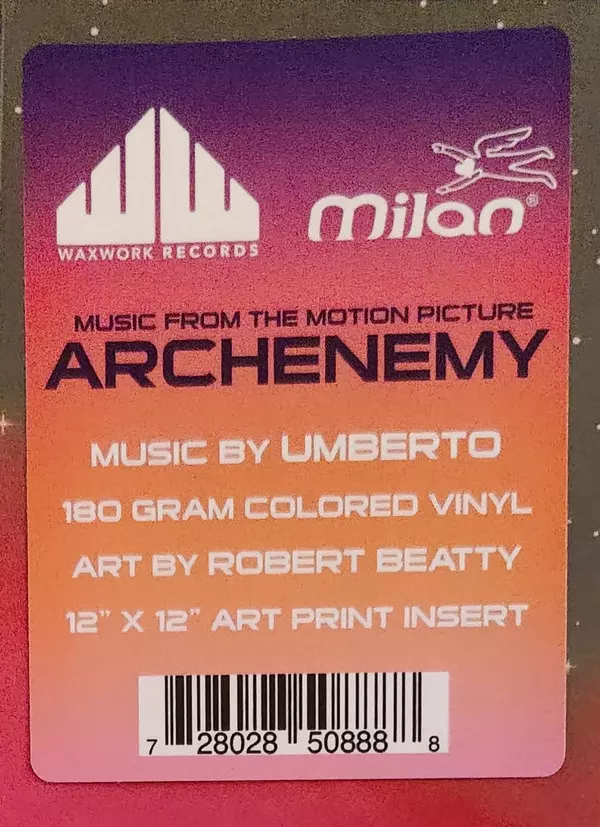 WAXWORK RECORDS
milan®
MUSIC FROM THE MOTION PICTURE
ARCHENEMY
MUSIC BY UMBERTO
180 GRAM COLORED VINYL
ART BY ROBERT BEATTY
12" X 12" ART PRINT INSERT
7 28028 50888 8